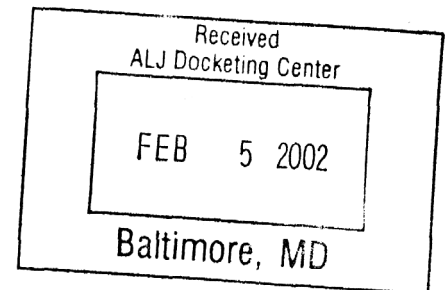 Received
ALJ Docketing Center
FEB 5 2002
Baltimore, MD